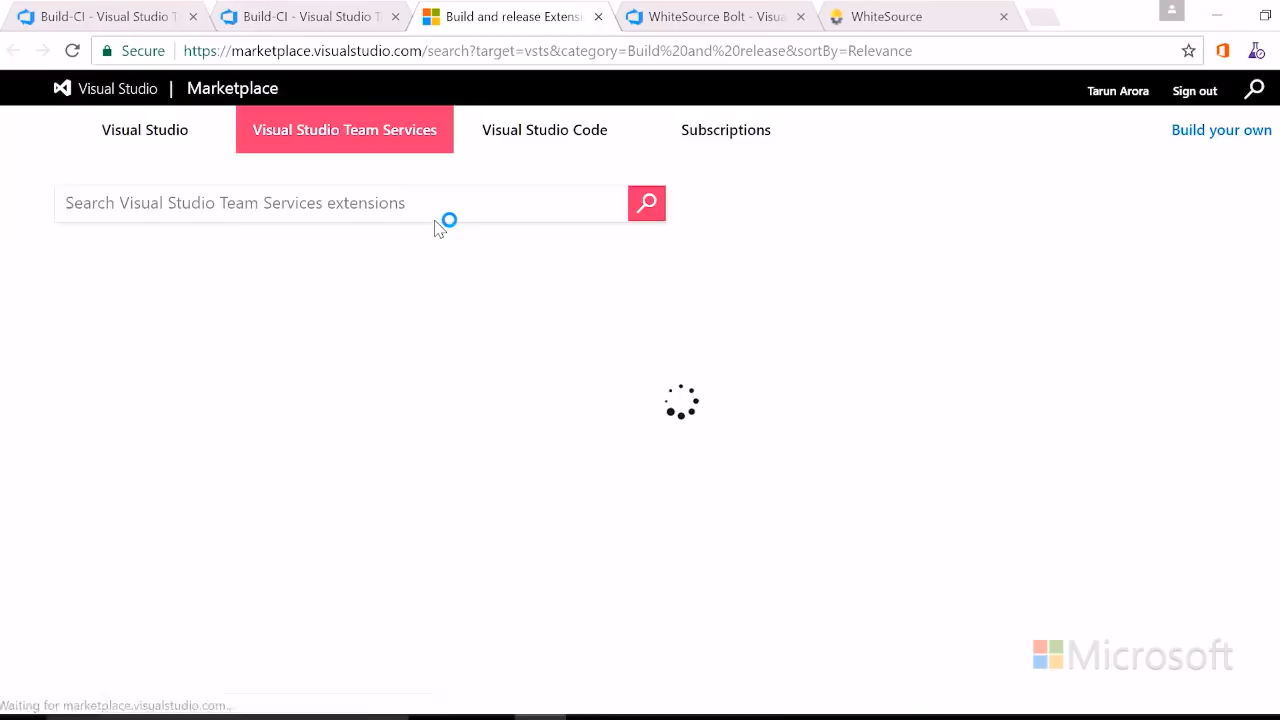 Build-CI - Visual Studio T
Build-CI - Visual Studio T
Build and release Extens
WhiteSource Bolt - Visua
WhiteSource
Secure
https://marketplace.visualstudio.com/search?target=vsts&category=Build%20and%20release&sortBy=Relevance
Visual Studio | Marketplace
Tarun Arora
Sign out
Visual Studio
Visual Studio Team Services
Visual Studio Code
Subscriptions
Build your own
Search Visual Studio Team Services extensions
Microsoft
Waiting for marketplace.visualstudio.com...